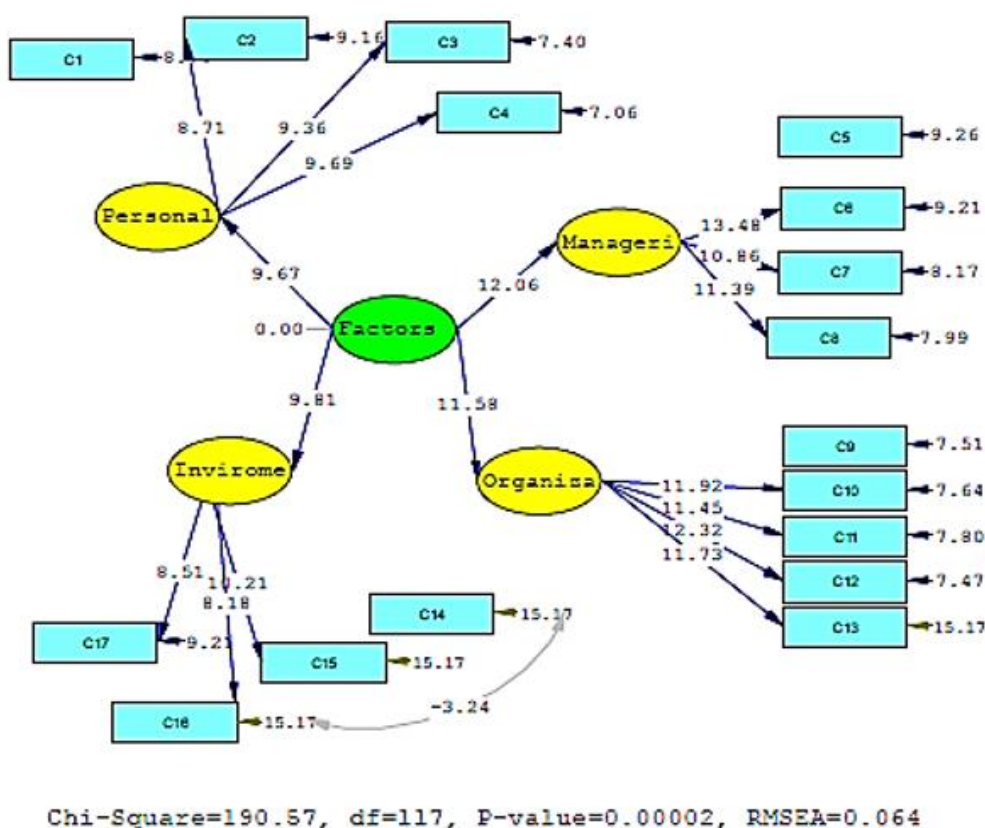 C1
8.
C2
9.16
C3
7.40
C4
7.06
8.71
9.36
9.69
Personal
9.67
C5
9.26
C6
9.21
C7
8.17
C8
7.99
13.48
10.86
11.39
Manageri
12.06
0.00
Factors
9.81
11.58
Invirome
Organiza
C9
7.51
C10
7.64
C11
7.80
C12
7.47
C13
15.17
11.92
11.45
12.32
11.73
8.51
8.18
C14
15.17
C17
9.21
C15
15.17
C16
15.17
-3.24
Chi-Square=190.57, df=117, P-value=0.00002, RMSEA=0.064